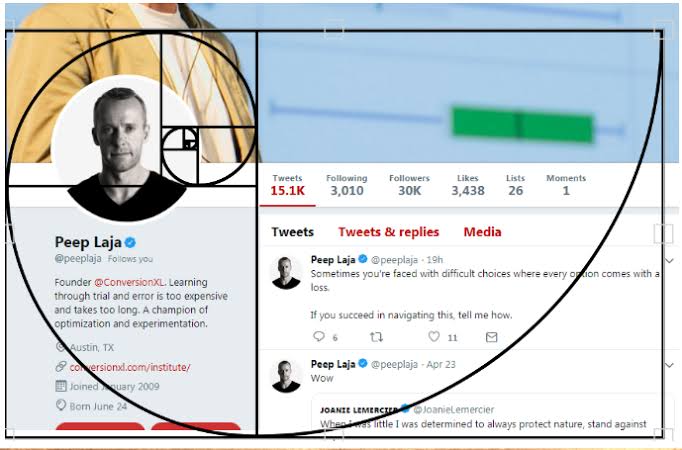 Tweets Following Followers Likes Lists Moments
15.1K 3,010 30K 3,438 26 1
Peep Laja
@peeplaja Follows you
Founder @ConversionXL. Learning
through trial and error is too expensive
and takes too long. A champion of
optimization and experimentation.
Austin, TX
conversionxl.com/institute/
Joined January 2009
Born June 24
Tweets Tweets & replies Media
Peep Laja @peeplaja · 19h
Sometimes you're faced with difficult choices where every option comes with a
loss.
If you succeed in navigating this, tell me how.
6 11
Peep Laja @peeplaja · Apr 23
Wow
JOANIE LEMERCIER @JoanieLemercier
When I was little I was determined to always protect nature, stand against